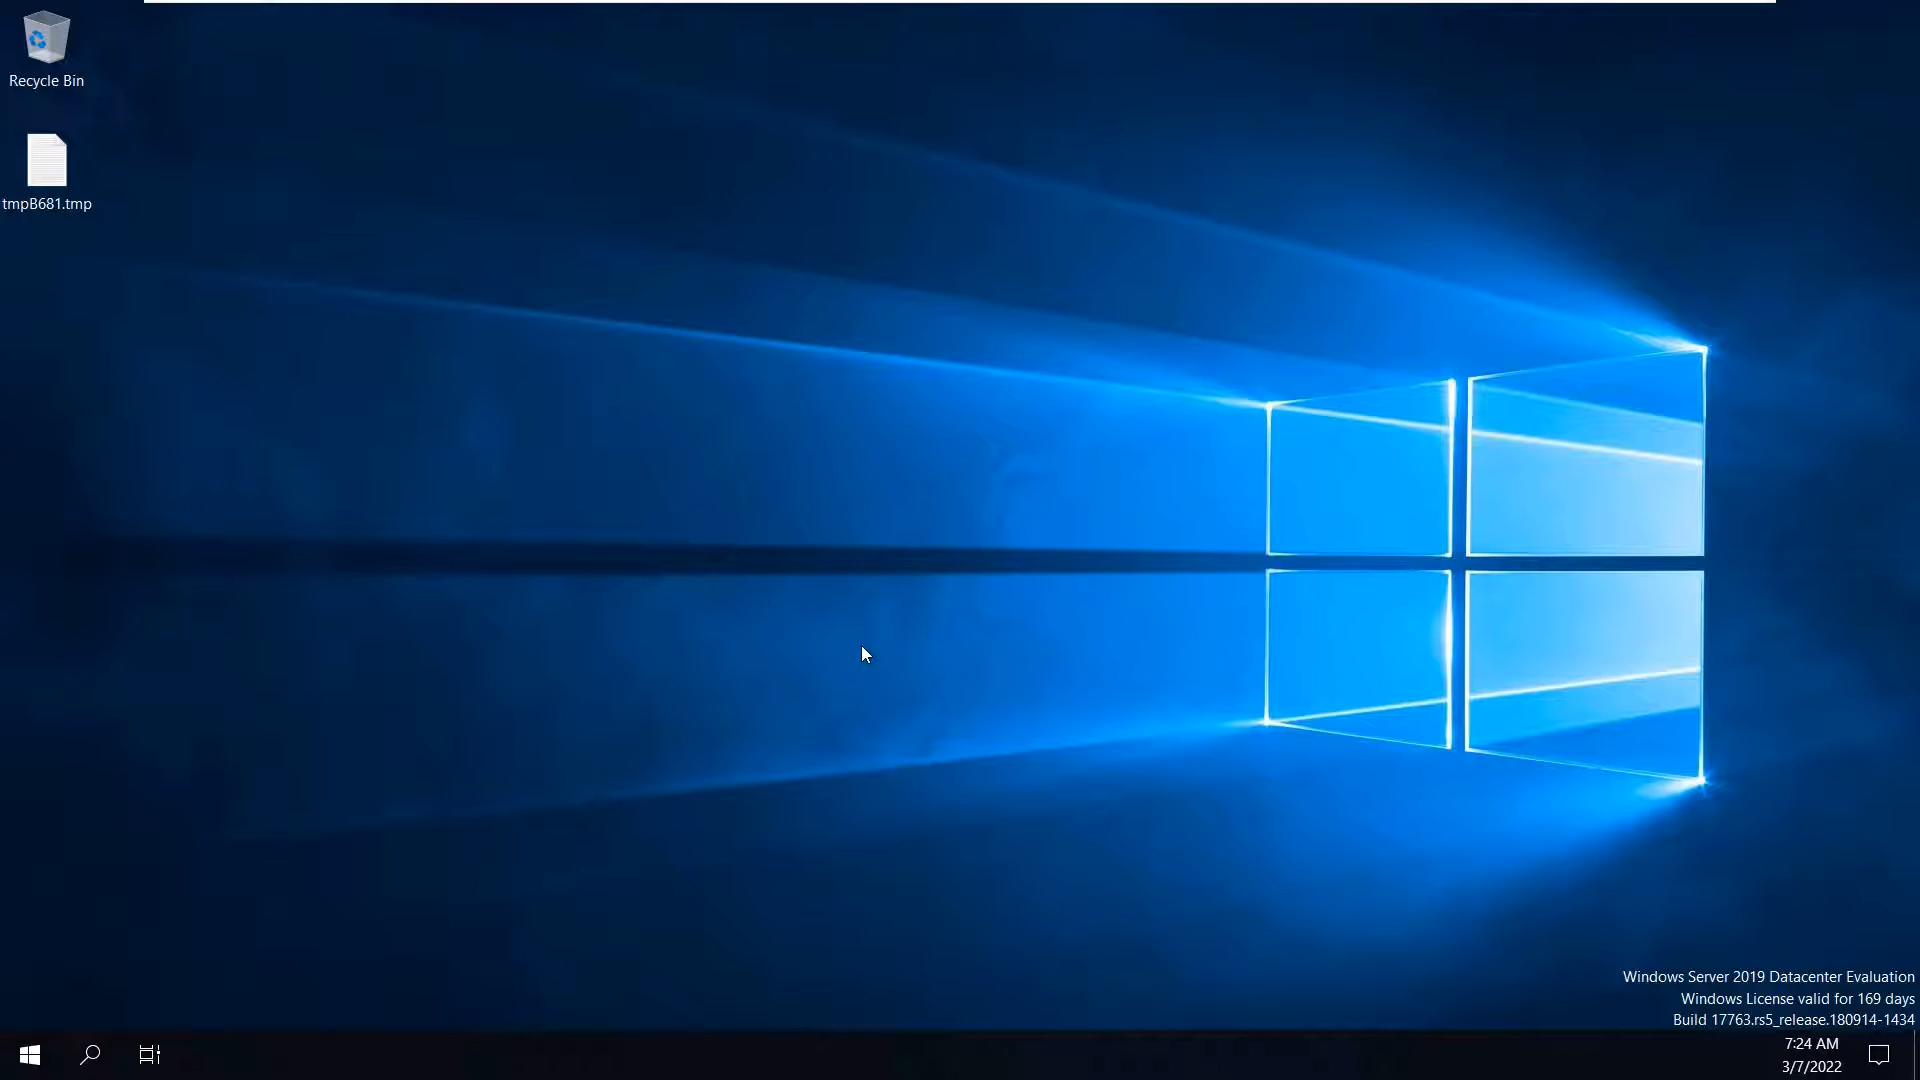 Recycle Bin
tmpB681.tmp
Windows Server 2019 Datacenter Evaluation
Windows License valid for 169 days
Build 17763.rs5_release.180914-1434
7:24 AM
3/7/2022